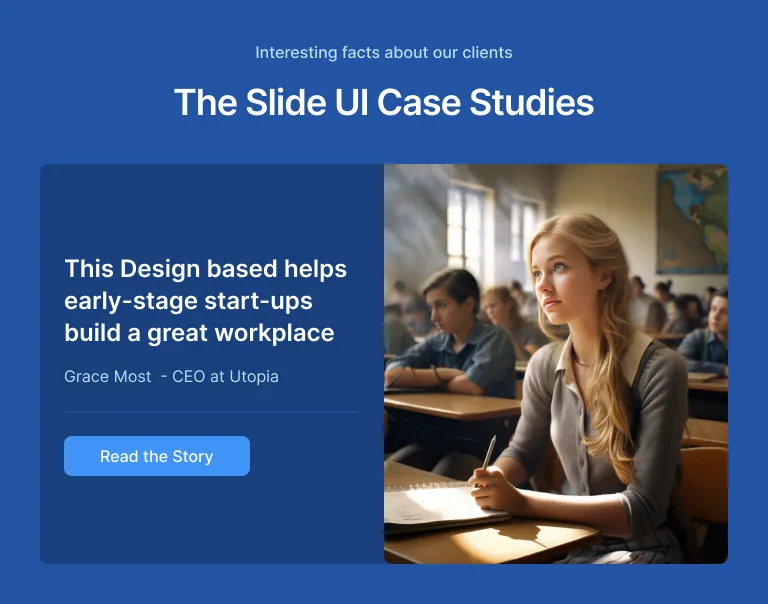 Interesting facts about our clients
The Slide UI Case Studies
This Design based helps
early-stage start-ups
build a great workplace
Grace Most  - CEO at Utopia
Read the Story